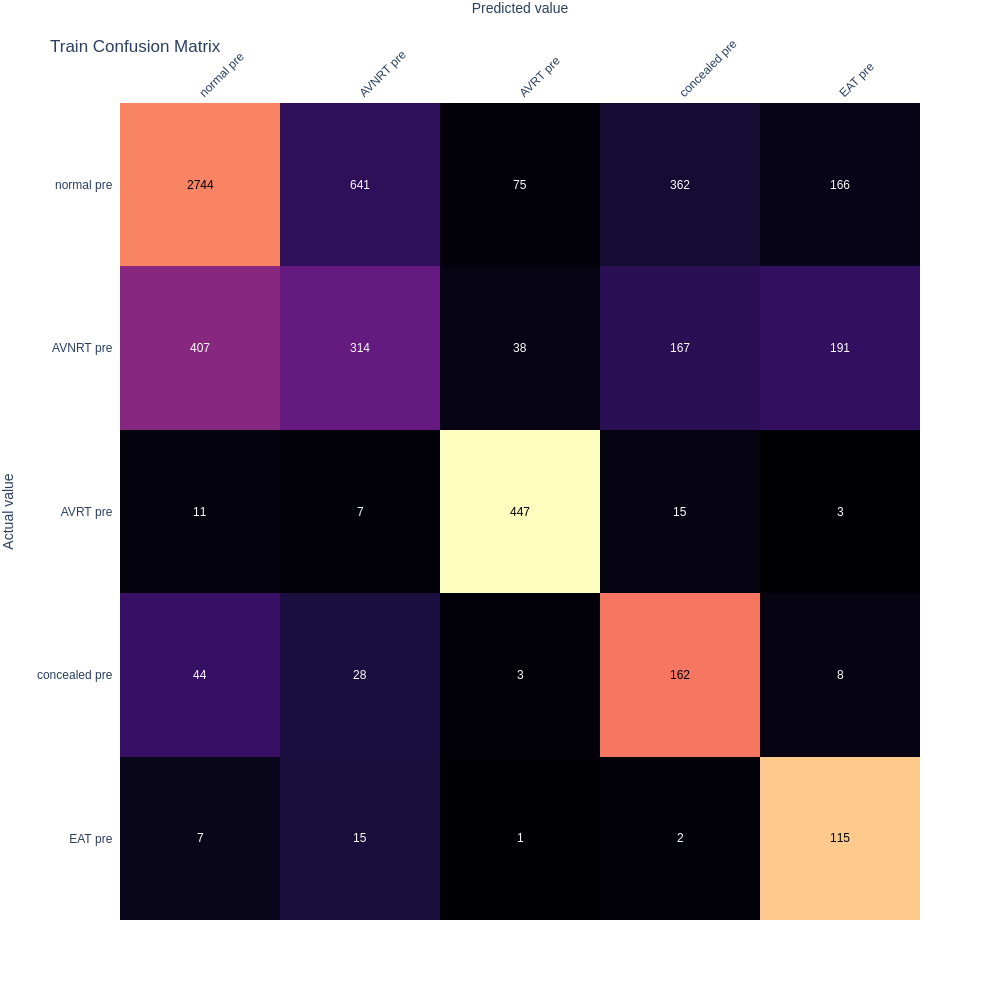 Predicted value
Train Confusion Matrix
normal pre
AVNRT pre
AVRT pre
concealed pre
EAT pre
normal pre 2744 641 75 362 166
AVNRT pre 407 314 38 167 191
AVRT pre 11 7 447 15 3
concealed pre 44 28 3 162 8
EAT pre 7 15 1 2 115
Actual value